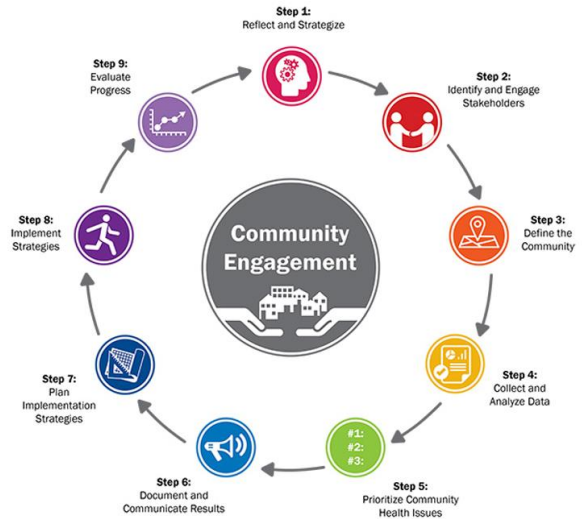 Step 1:
Reflect and Strategize
Step 2:
Identify and Engage
Stakeholders
Step 3:
Define the
Community
Step 4:
Collect and
Analyze Data
#1:
#2:
#3:
Step 5:
Prioritize Community
Health Issues
Step 6:
Document and
Communicate Results
Step 7:
Plan
Implementation
Strategies
Step 8:
Implement
Strategies
Step 9:
Evaluate
Progress
Community
Engagement